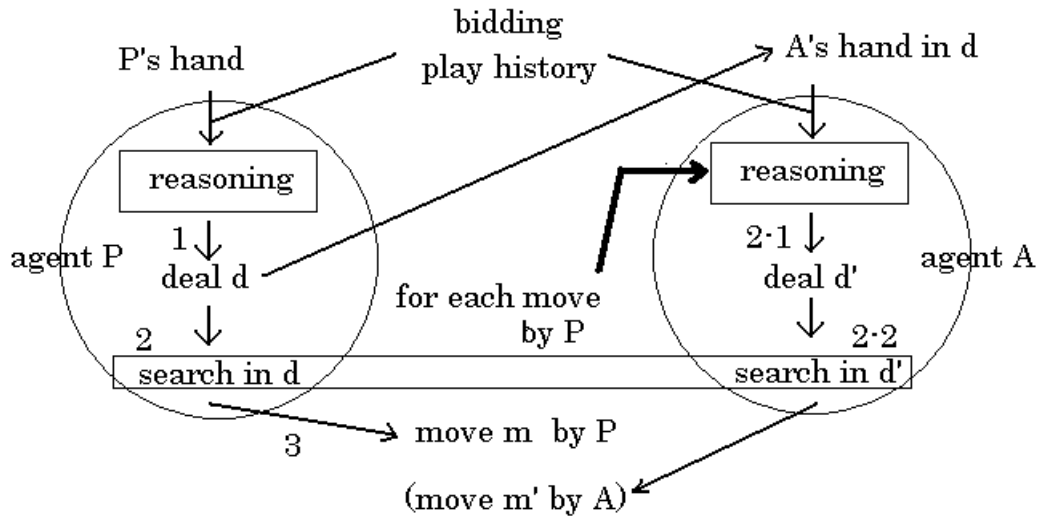 bidding
play history
P's hand
A's hand in d
reasoning
reasoning
1
2·1
agent P
agent A
deal d
deal d'
for each move
by P
2
2·2
search in d
search in d'
3
move m by P
(move m' by A)